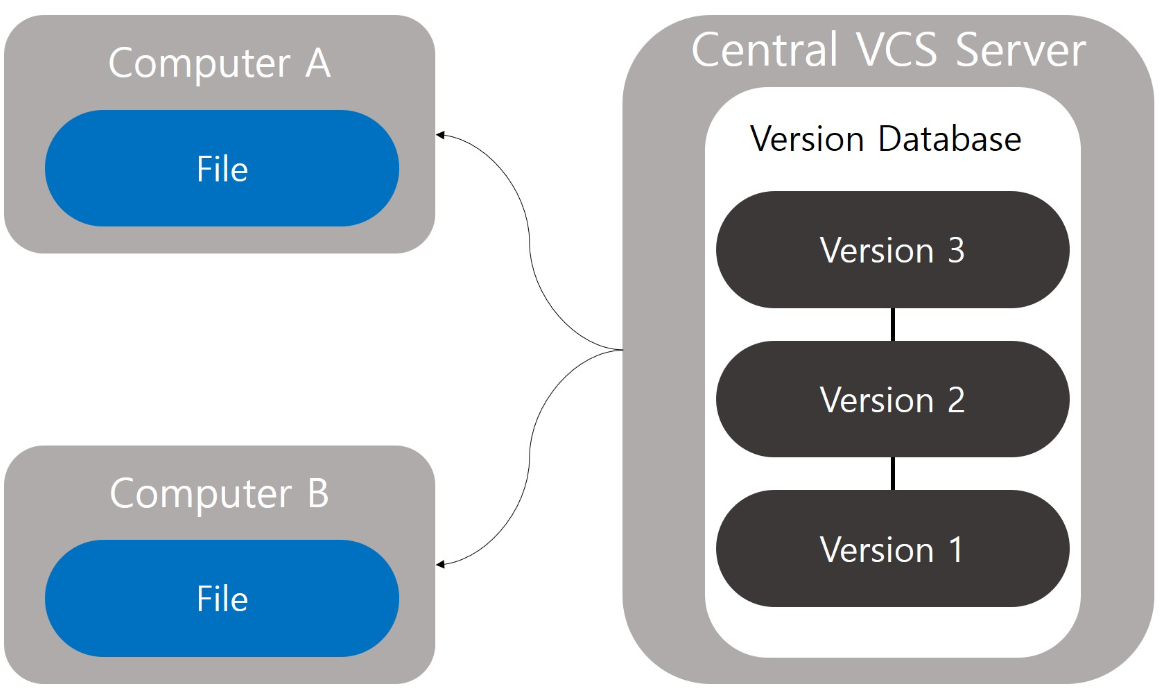 Computer A
File
Computer B
File
Central VCS Server
Version Database
Version 3
Version 2
Version 1